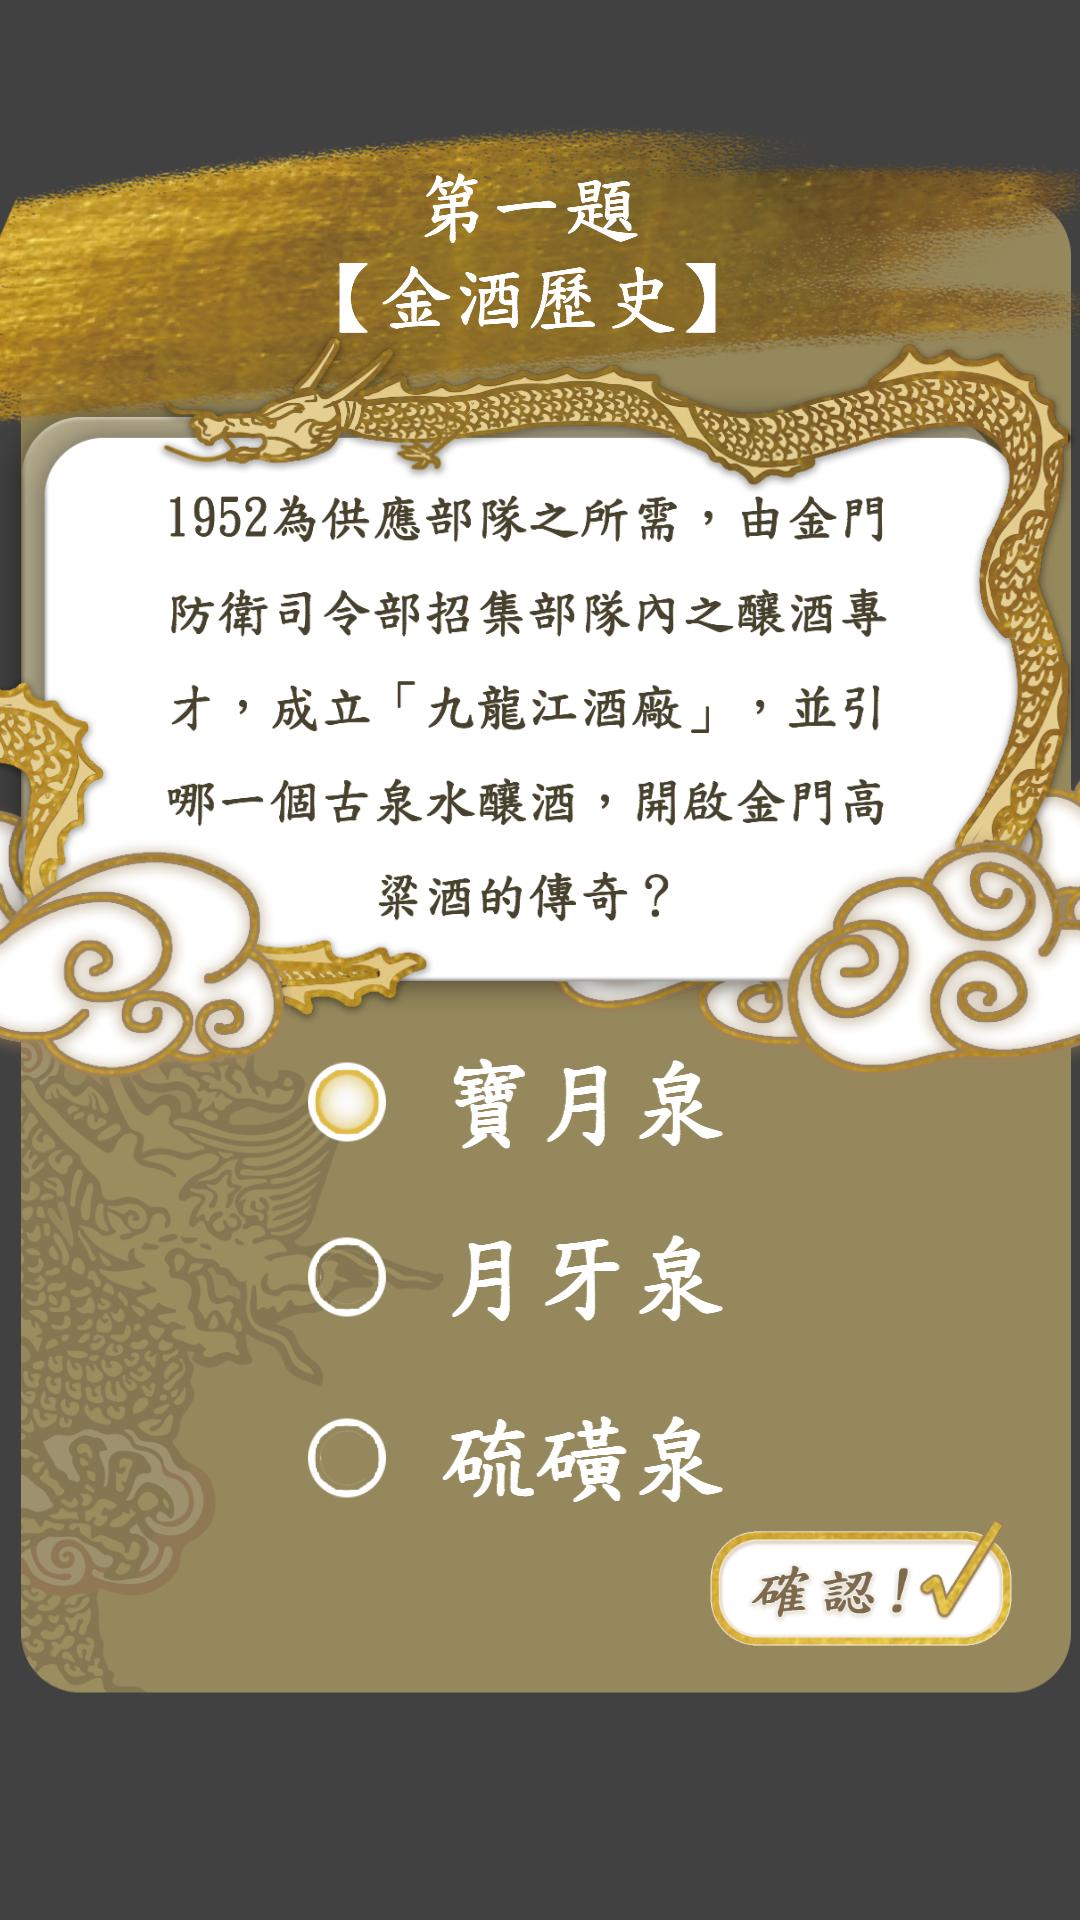 第一題
【金酒歷史】
1952為供應部隊之所需，由金門
防衛司令部招集部隊內之釀酒專
才，成立「九龍江酒廠」，並引
哪一個古泉水釀酒，開啟金門高
粱酒的傳奇？
寶月泉
月牙泉
硫磺泉
確認!